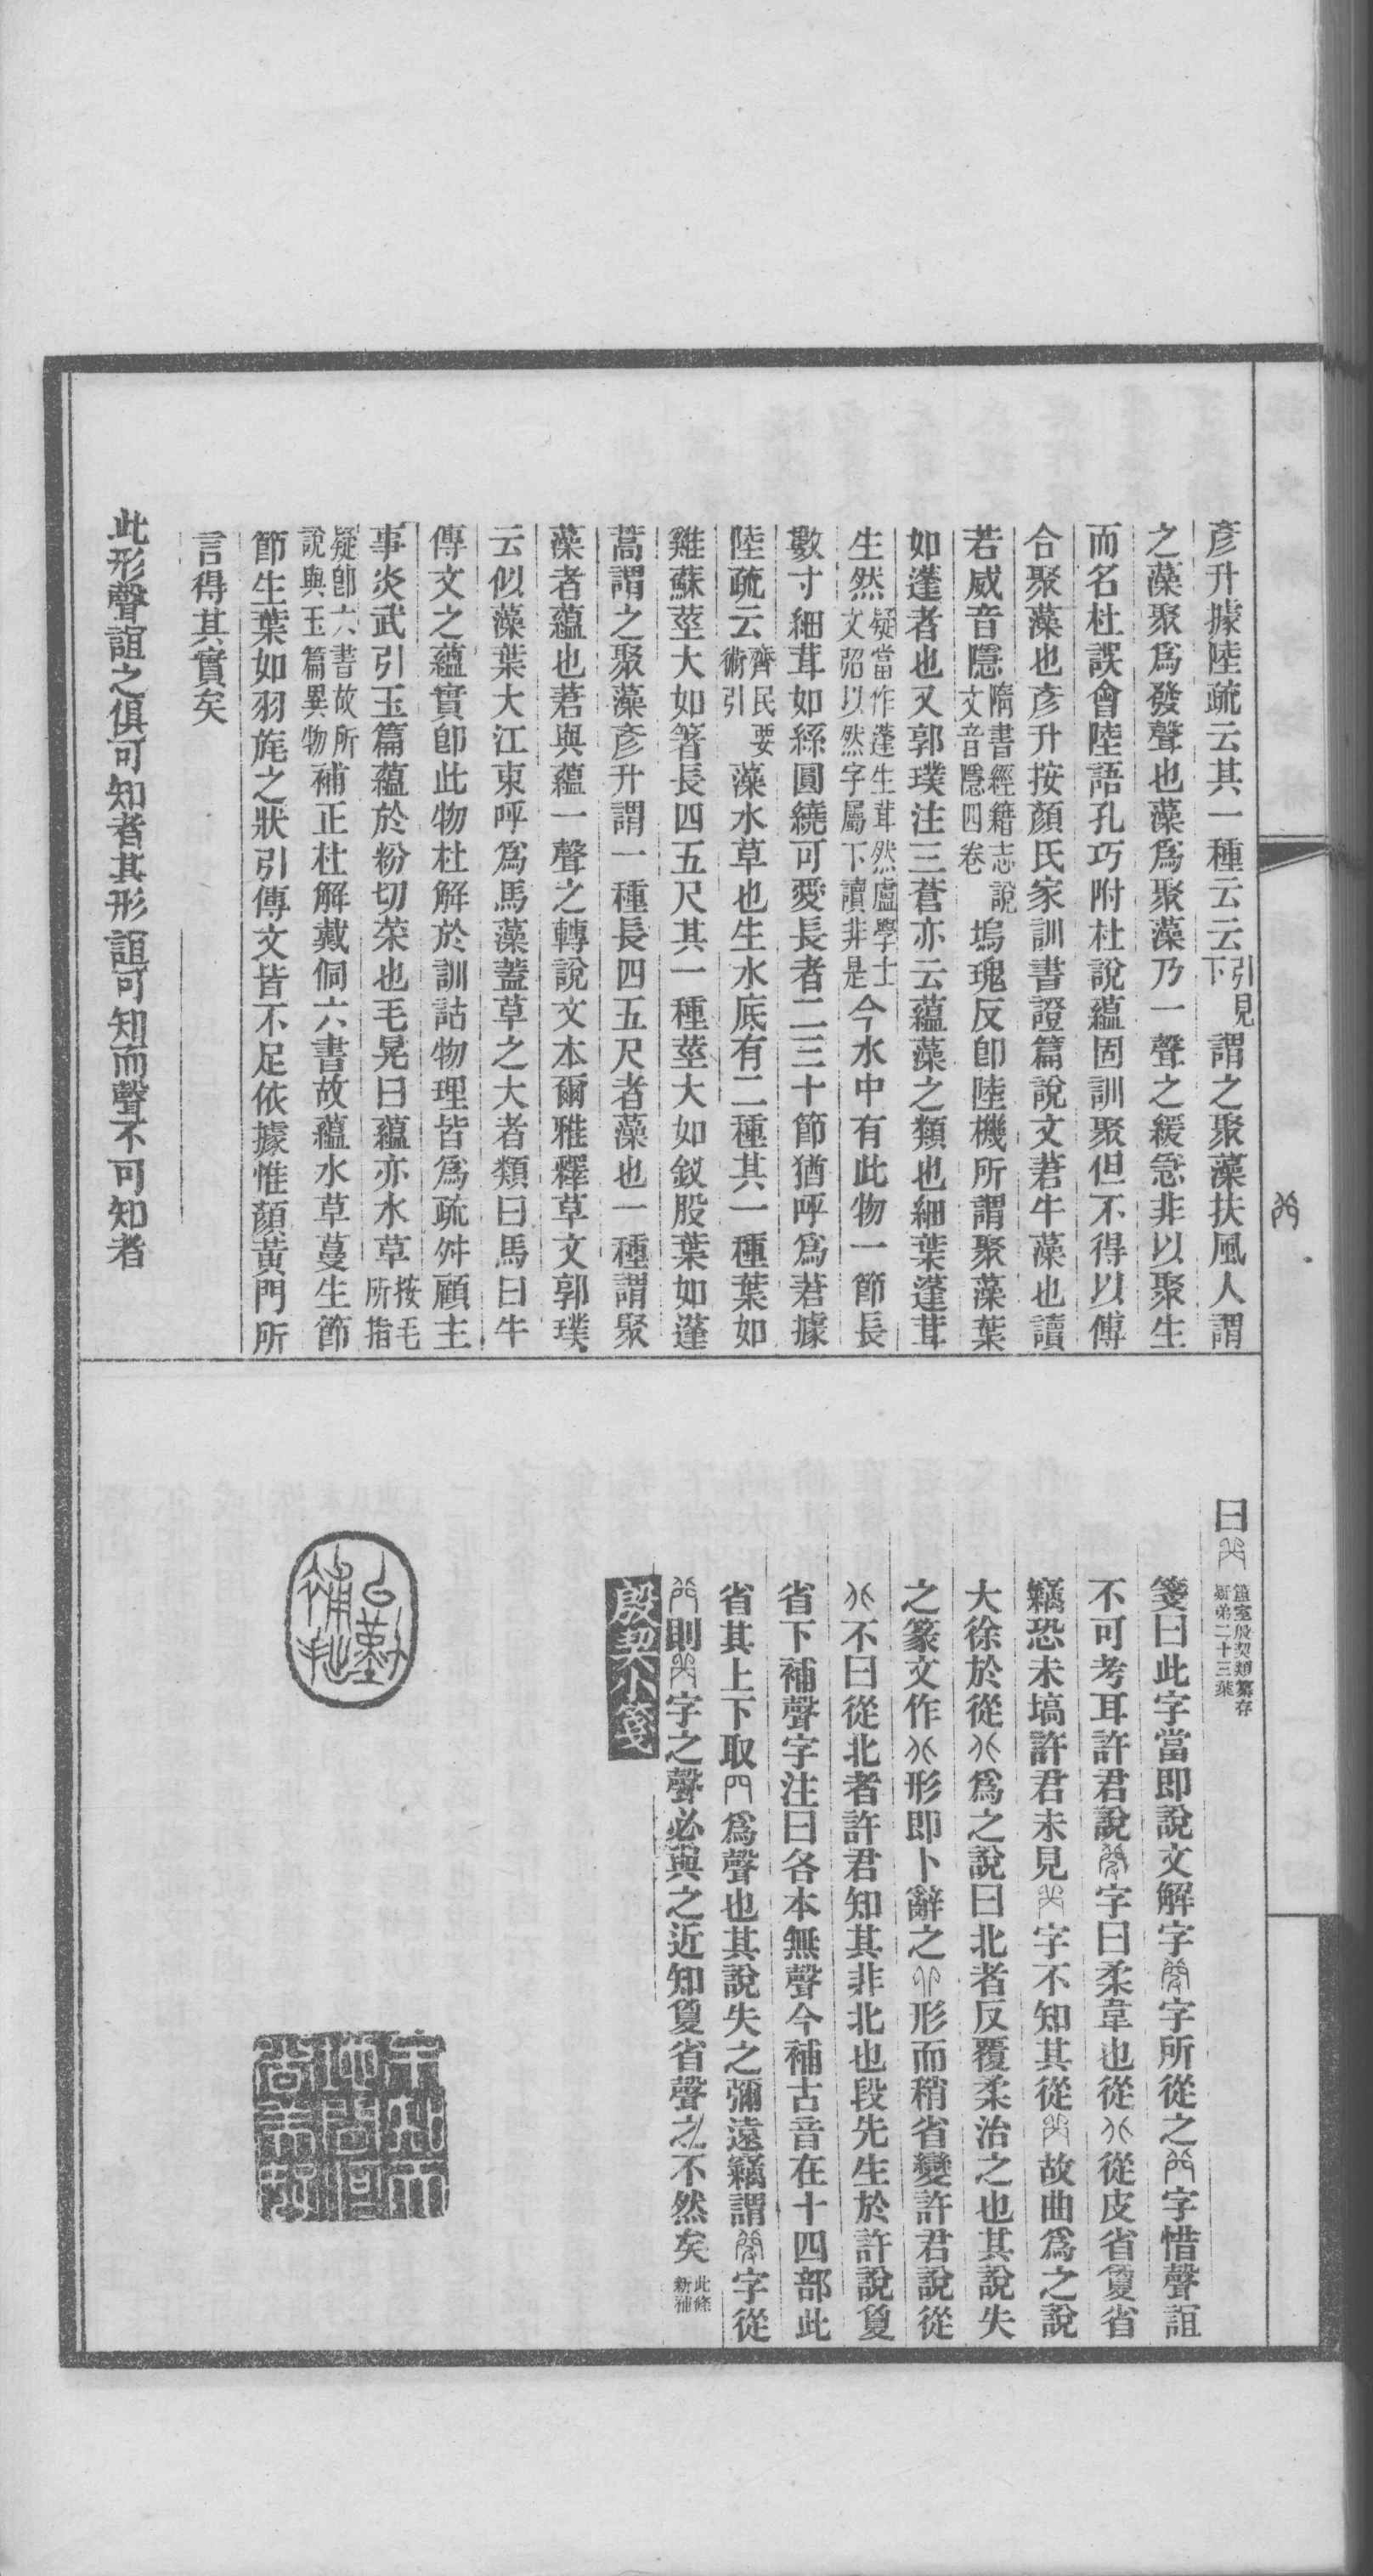 彥升據陸疏云其一種云云引見下謂之聚藻扶風人謂
之藻聚爲發聲也藻爲聚藻乃一聲之緩急非以聚生
而名杜誤會陸語孔巧附杜說蘊固訓聚但不得以傳
合聚藻也彥升按顏氏家訓書證篇說文莙牛藻也讀
若威音隱隋書經籍志說文音隱四卷塢瑰反卽陸機所謂聚藻葉
如蓬者也又郭璞注三蒼亦云蘊藻之類也細葉蓬茸
生然疑當作蓬生茸然盧學士文弨以然字屬下讀非是今水中有此物一節長
數寸細茸如絲圓繞可愛長者二三十節猶呼爲莙據
陸疏云齊民要術引藻水草也生水底有二種其一種葉如
雞蘇莖大如箸長四五尺其一種莖大如釵股葉如蓬
蒿謂之聚藻彥升謂一種長四五尺者藻也一種謂聚
藻者蘊也莙與蘊一聲之轉說文本爾雅釋草文郭璞
云似藻葉大江東呼爲馬藻蓋草之大者類曰馬曰牛
傳文之蘊實卽此物杜解於訓詁物理皆爲疏舛顧主
事炎武引玉篇蘊於粉切菜也毛晃曰蘊亦水草按毛所指
疑卽六書故所說與玉篇異物補正杜解戴侗六書故蘊水草蔓生節
節生葉如羽旄之狀引傳文皆不足依據惟顏黃門所
言得其實矣
此形聲誼之俱可知者其形誼可知而聲不可知者
曰
簠室殷契類纂存疑弟二十三葉
箋曰此字當卽說文解字字所從之字惜聲誼
不可考耳許君說字曰柔韋也從從皮省夐省
竊恐未塙許君未見字不知其從故曲爲之說
大徐於從爲之說曰北者反覆柔治之也其說失
之篆文作形卽卜辭之形而稍省變許君說從
不曰從北者許君知其非北也段先生於許說夐
省下補聲字注曰各本無聲今補古音在十四部此
省其上下取爲聲也其說失之彌遠竊謂字從
則字之聲必與之近知夐省聲之不然矣此條新補
殷契小箋